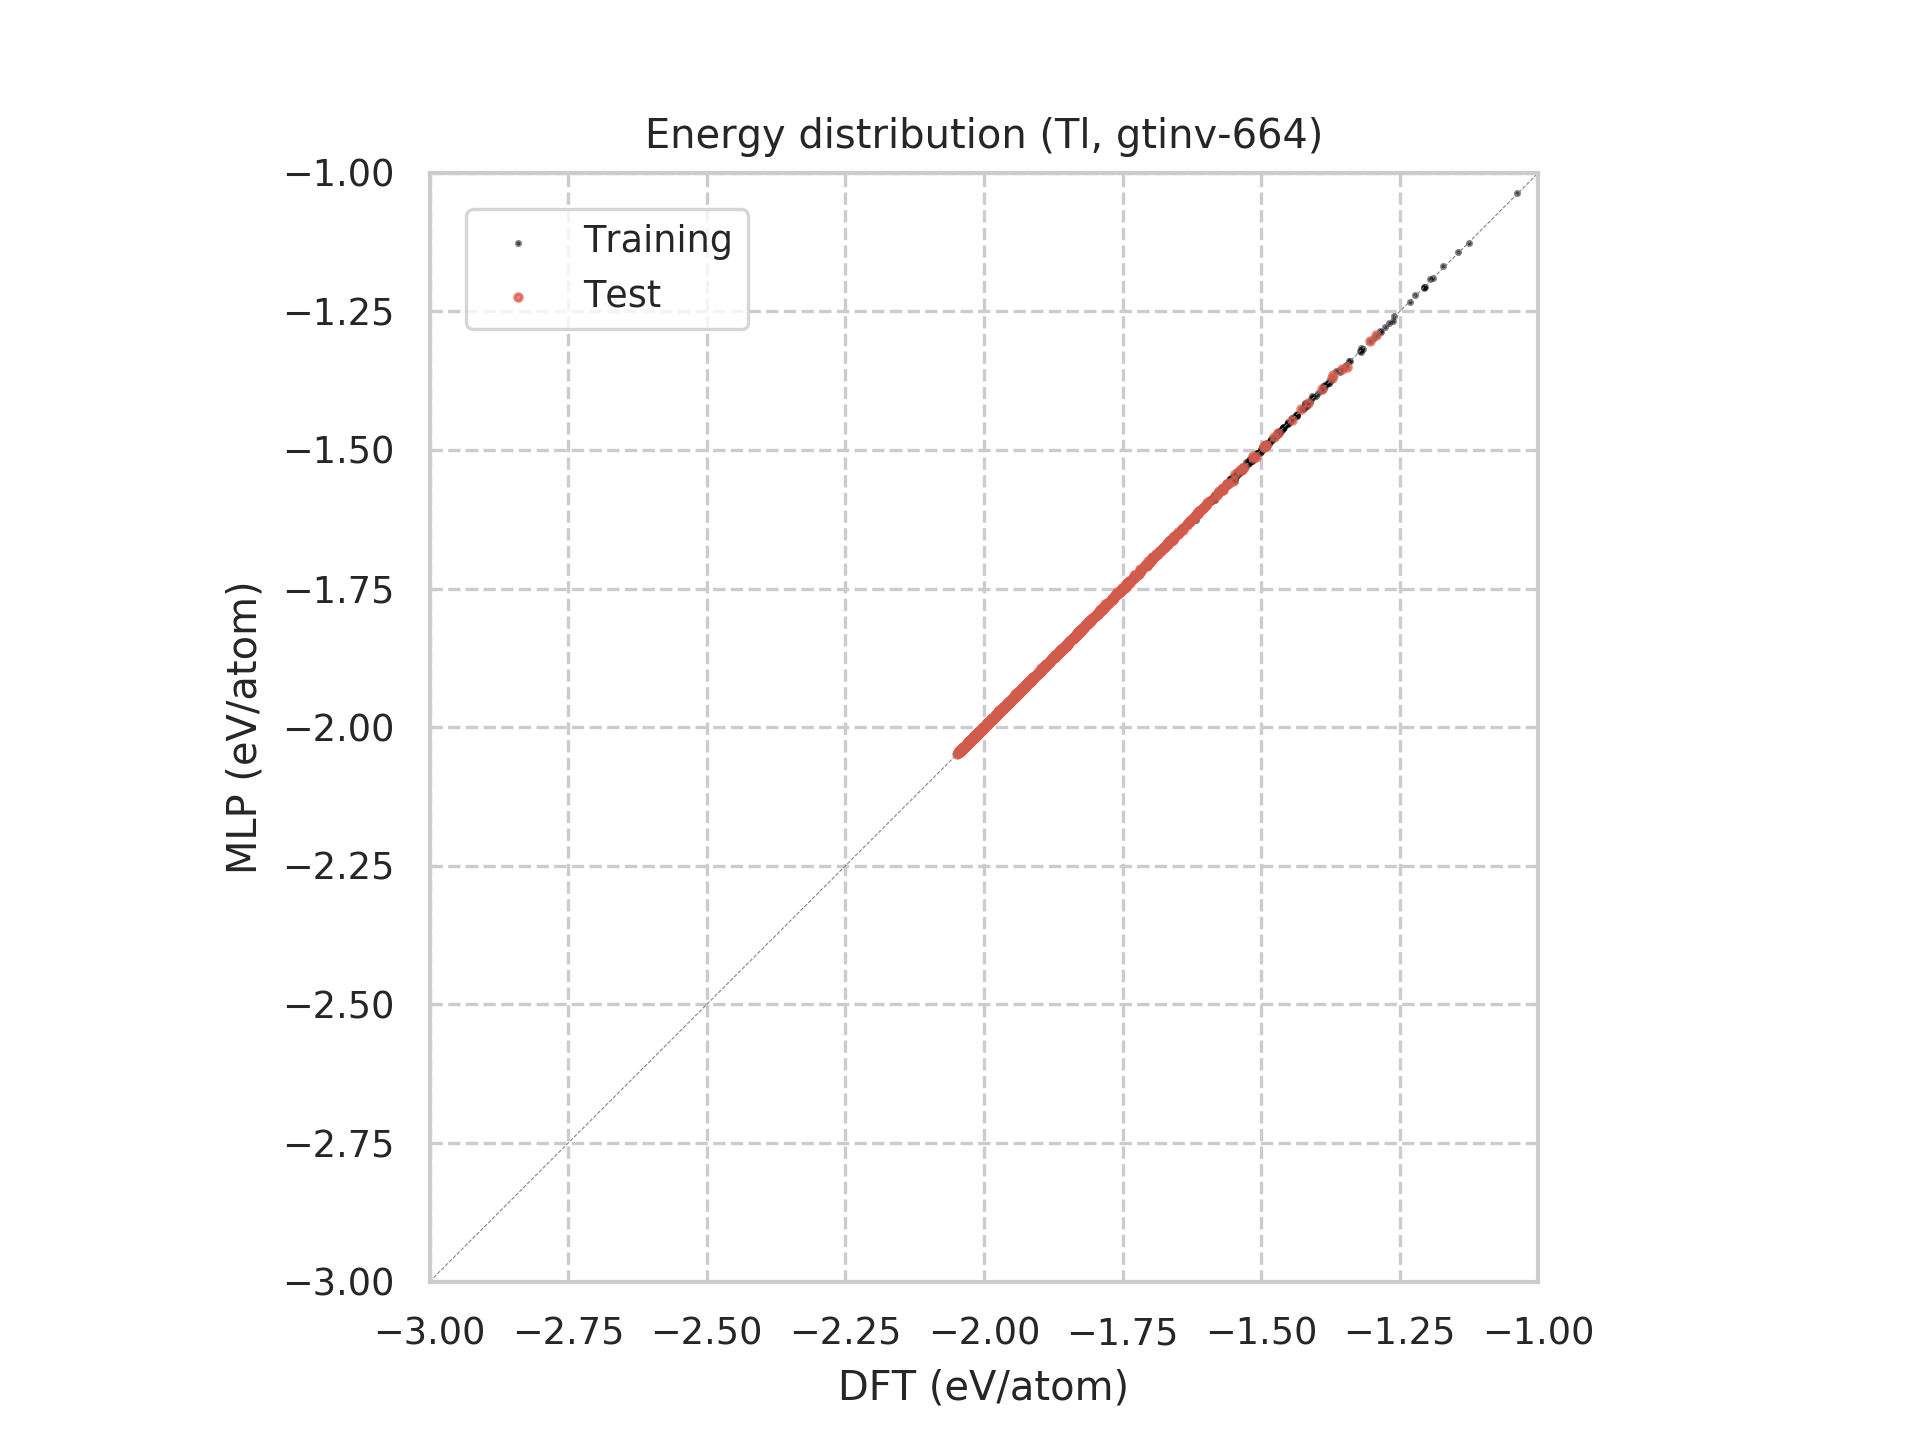 Energy distribution (Tl, gtinv-664)
Training
Test
MLP (eV/atom)
−1.00
−1.25
−1.50
−1.75
−2.00
−2.25
−2.50
−2.75
−3.00
−3.00 −2.75 −2.50 −2.25 −2.00 −1.75 −1.50 −1.25 −1.00
DFT (eV/atom)